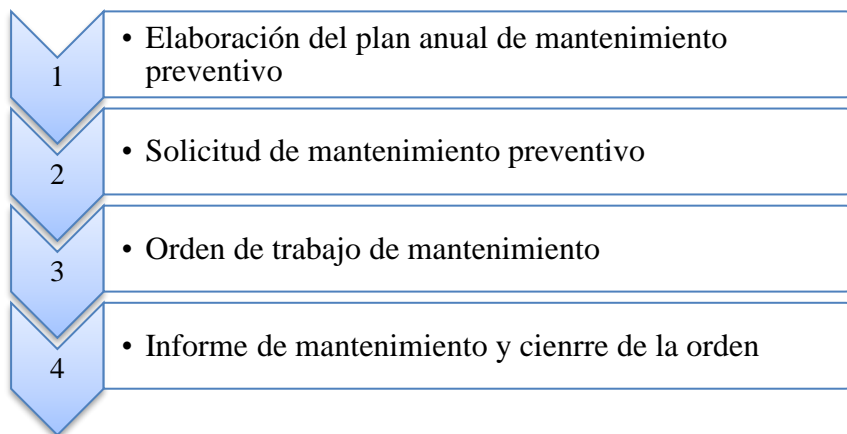 1
• Elaboración del plan anual de mantenimiento
preventivo
2
• Solicitud de mantenimiento preventivo
3
• Orden de trabajo de mantenimiento
4
• Informe de mantenimiento y cienrre de la orden